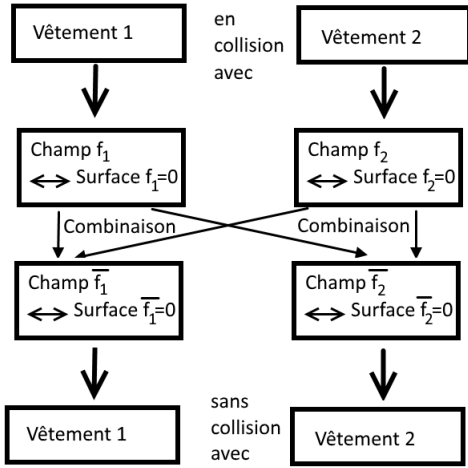 Vêtement 1
en
collision
avec
Vêtement 2
Champ f₁
↔ Surface f₁=0
Champ f₂
↔ Surface f₂=0
Combinaison
Combinaison
Champ f̅₁
↔ Surface f̅₁=0
Champ f̅₂
↔ Surface f̅₂=0
Vêtement 1
sans
collision
avec
Vêtement 2